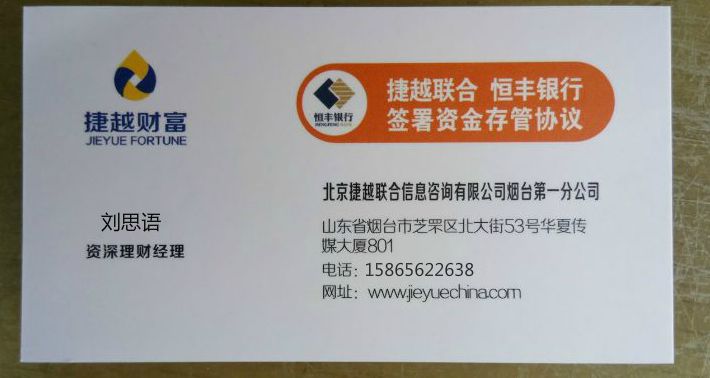 捷越财富
JIEYUE FORTUNE
恒丰银行
HENGFENG BANK
捷越联合 恒丰银行
签署资金存管协议
刘思语
资深理财经理
北京捷越联合信息咨询有限公司烟台第一分公司
山东省烟台市芝罘区北大街53号华夏传
媒大厦801
电话：15865622638
网址：www.jieyuechina.com